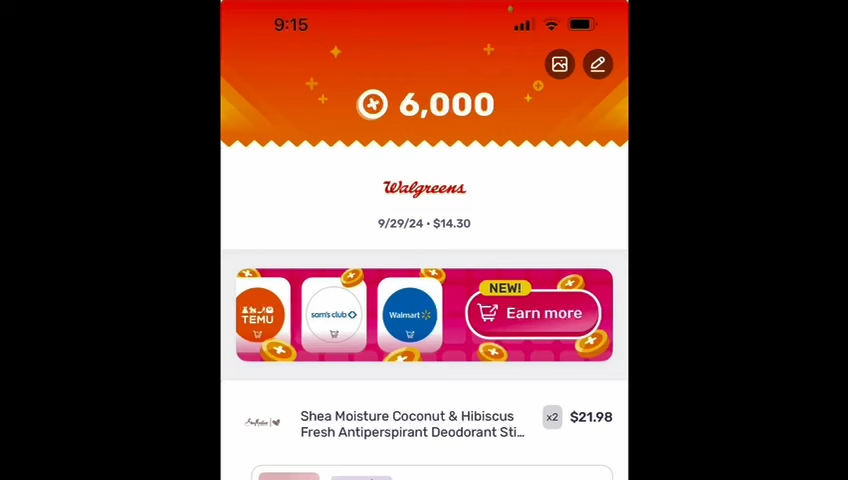 9:15
6,000
Walgreens
9/29/24 • $14.30
NEW!
TEMU
sam's club
Walmart
Earn more
Shea Moisture Coconut & Hibiscus
x2 $21.98
Fresh Antiperspirant Deodorant Sti...